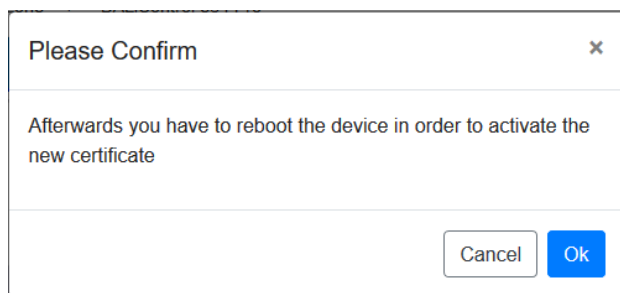 Please Confirm ×
Afterwards you have to reboot the device in order to activate the
new certificate
Cancel Ok